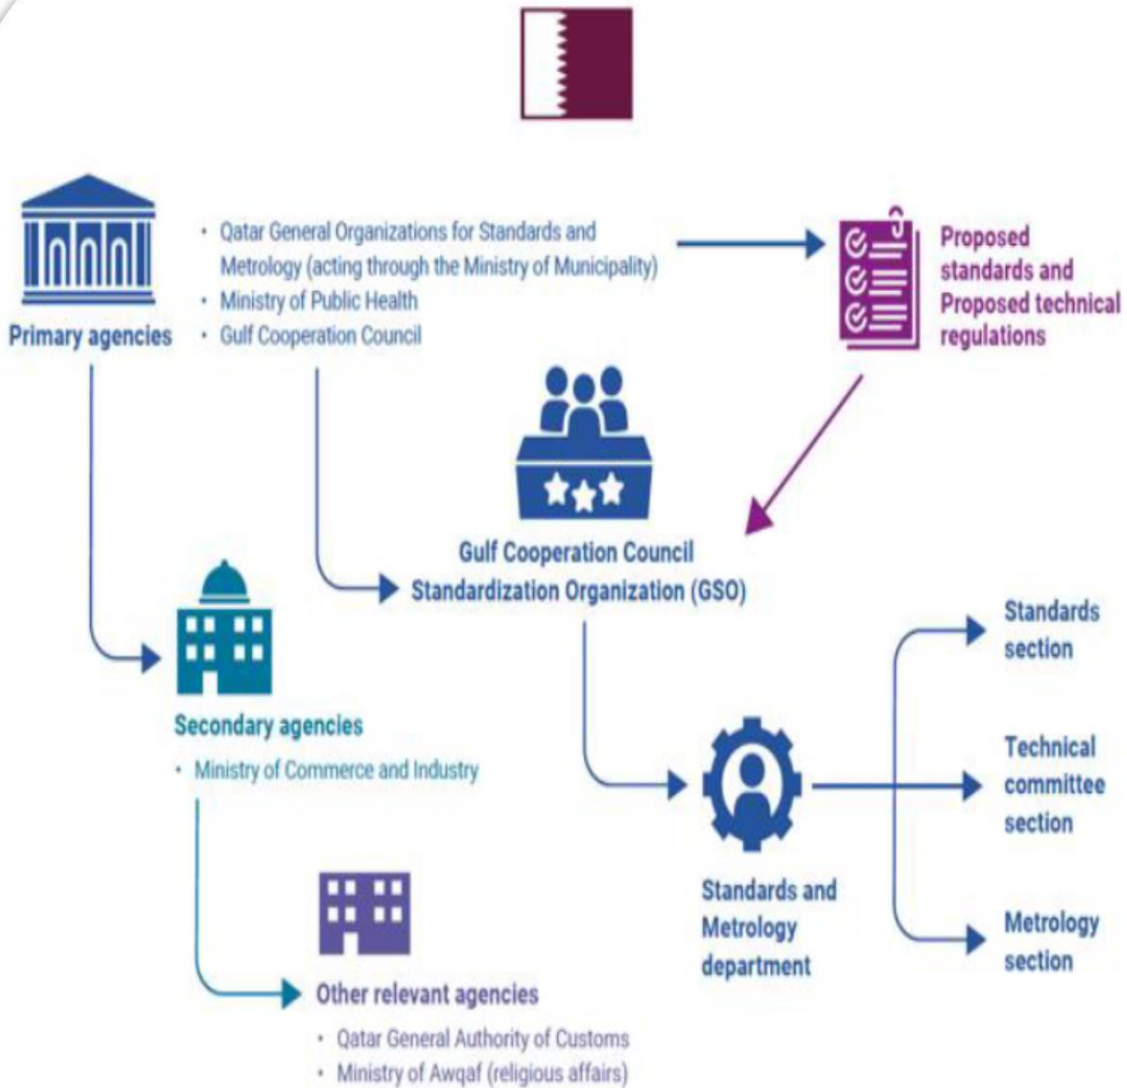 • Qatar General Organizations for Standards and
Metrology (acting through the Ministry of Municipality)
• Ministry of Public Health
• Gulf Cooperation Council
Primary agencies
Proposed
standards and
Proposed technical
regulations
Gulf Cooperation Council
Standardization Organization (GSO)
Secondary agencies
• Ministry of Commerce and Industry
Other relevant agencies
• Qatar General Authority of Customs
• Ministry of Awqaf (religious affairs)
Standards and
Metrology
department
Standards
section
Technical
committee
section
Metrology
section